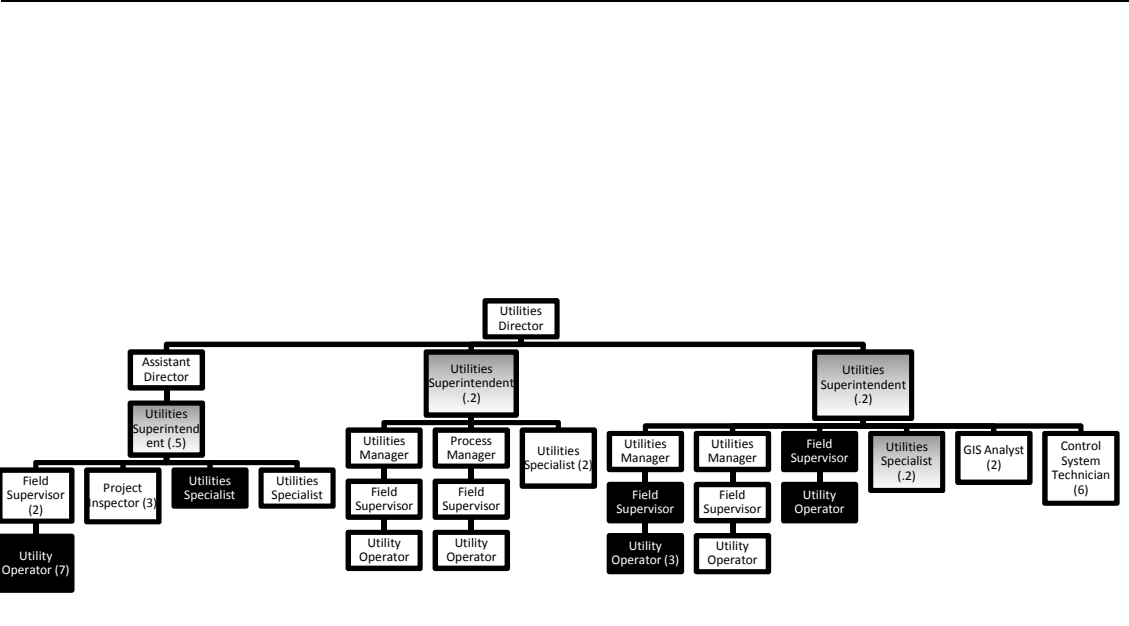 Utilities
Director
Assistant
Director
Utilities
Superintend
ent (.5)
Field
Supervisor
(2)
Utility
Operator (7)
Project
Inspector (3)
Utilities
Specialist
Utilities
Specialist
Utilities
Superintendent
(.2)
Utilities
Manager
Field
Supervisor
Utility
Operator
Process
Manager
Field
Supervisor
Utility
Operator
Utilities
Specialist (2)
Utilities
Superintendent
(.2)
Utilities
Manager
Field
Supervisor
Utility
Operator (3)
Utilities
Manager
Field
Supervisor
Utility
Operator
Field
Supervisor
Utility
Operator
Utilities
Specialist
(.2)
GIS Analyst
(2)
Control
System
Technician
(6)